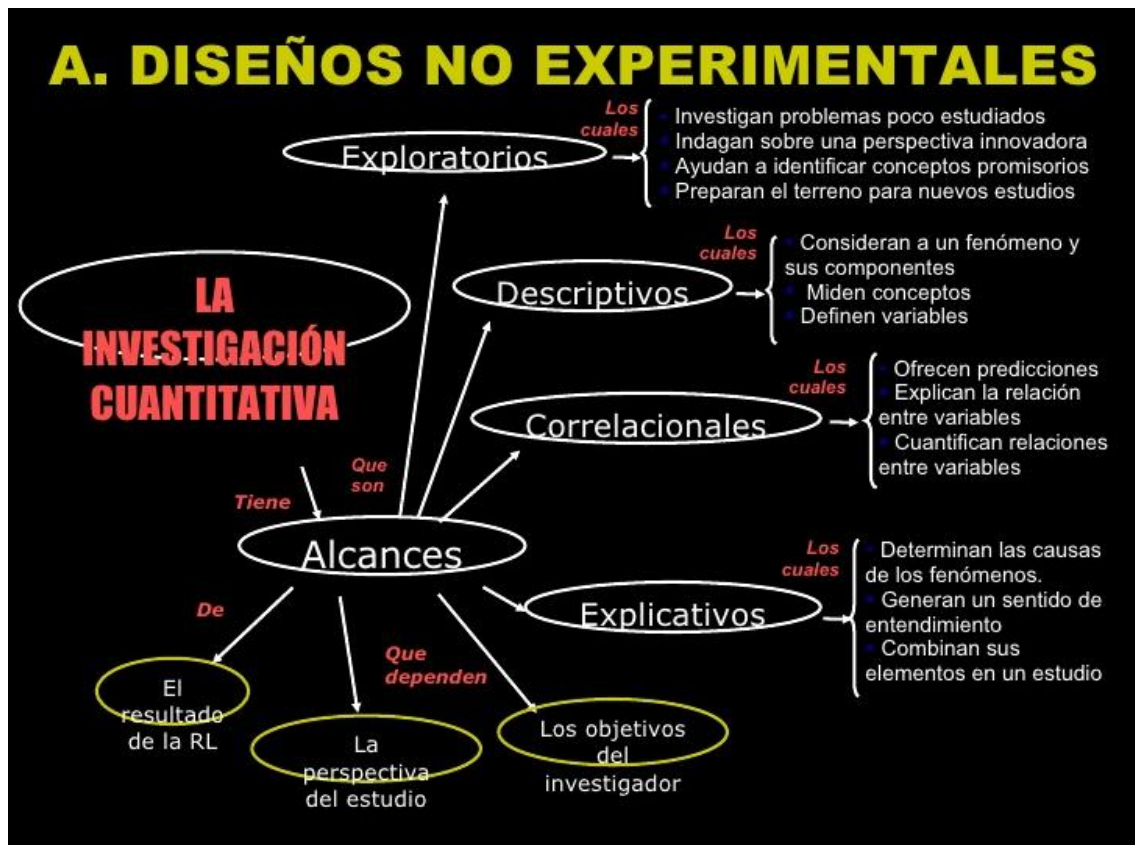 A. DISEÑOS NO EXPERIMENTALES
Los
cuales
Exploratorios
• Investigan problemas poco estudiados
• Indagan sobre una perspectiva innovadora
• Ayudan a identificar conceptos promisorios
• Preparan el terreno para nuevos estudios
LA
INVESTIGACIÓN
CUANTITATIVA
Los
cuales
Descriptivos
• Consideran a un fenómeno y
sus componentes
• Miden conceptos
• Definen variables
Los
cuales
Correlacionales
• Ofrecen predicciones
• Explican la relación
entre variables
• Cuantifican relaciones
entre variables
Tiene
Que
son
Alcances
Los
cuales
Explicativos
• Determinan las causas
de los fenómenos.
• Generan un sentido de
entendimiento
• Combinan sus
elementos en un estudio
De
Que
dependen
El
resultado
de la RL
La
perspectiva
del estudio
Los objetivos
del
investigador